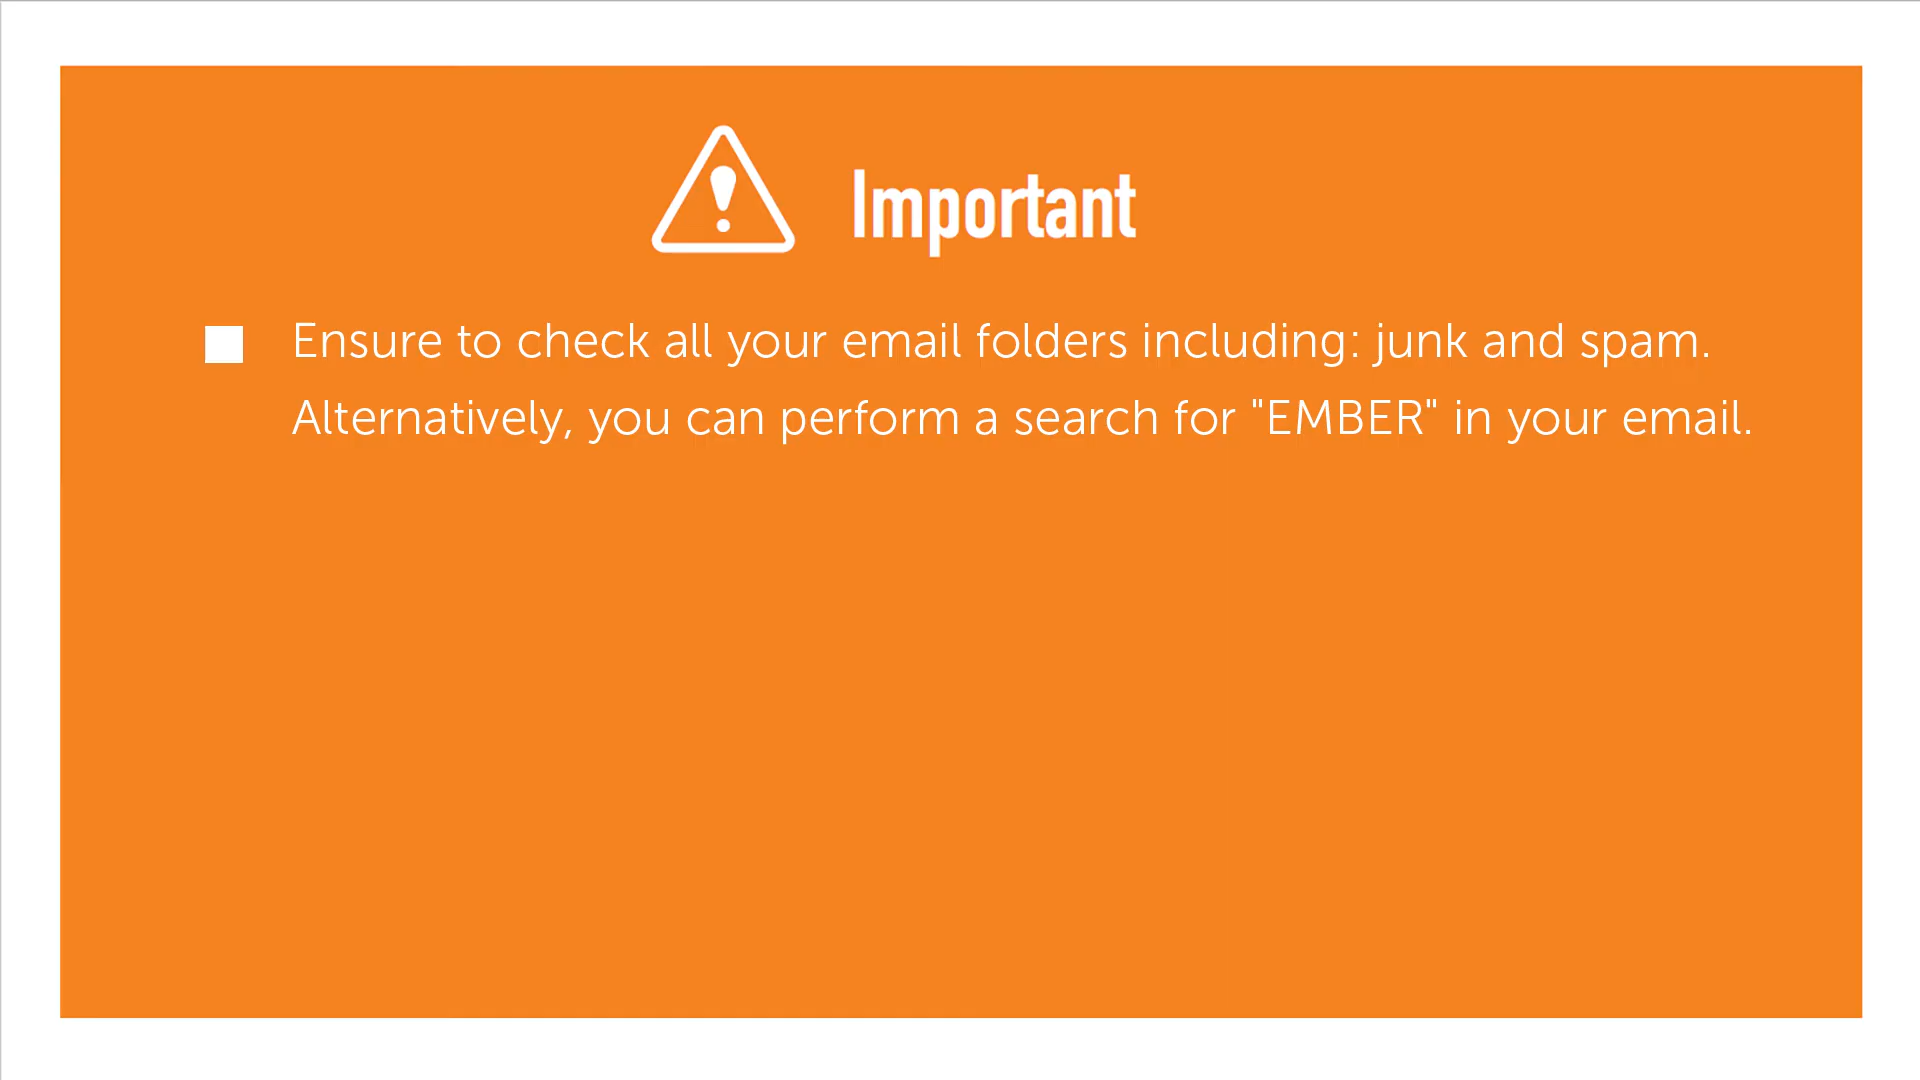 Important
Ensure to check all your email folders including: junk and spam.
Alternatively, you can perform a search for "EMBER" in your email.